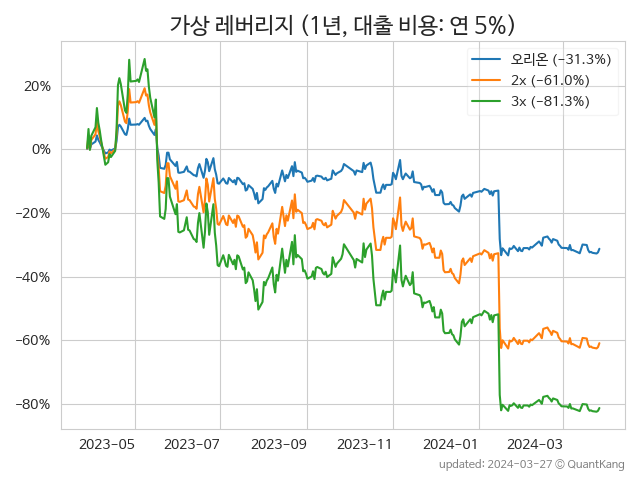 가상 레버리지 (1년, 대출 비용: 연 5%)
오리온 (−31.3%)
2x (−61.0%)
3x (−81.3%)
20%
0%
−20%
−40%
−60%
−80%
2023-05 2023-07 2023-09 2023-11 2024-01 2024-03
updated: 2024-03-27 © QuantKang